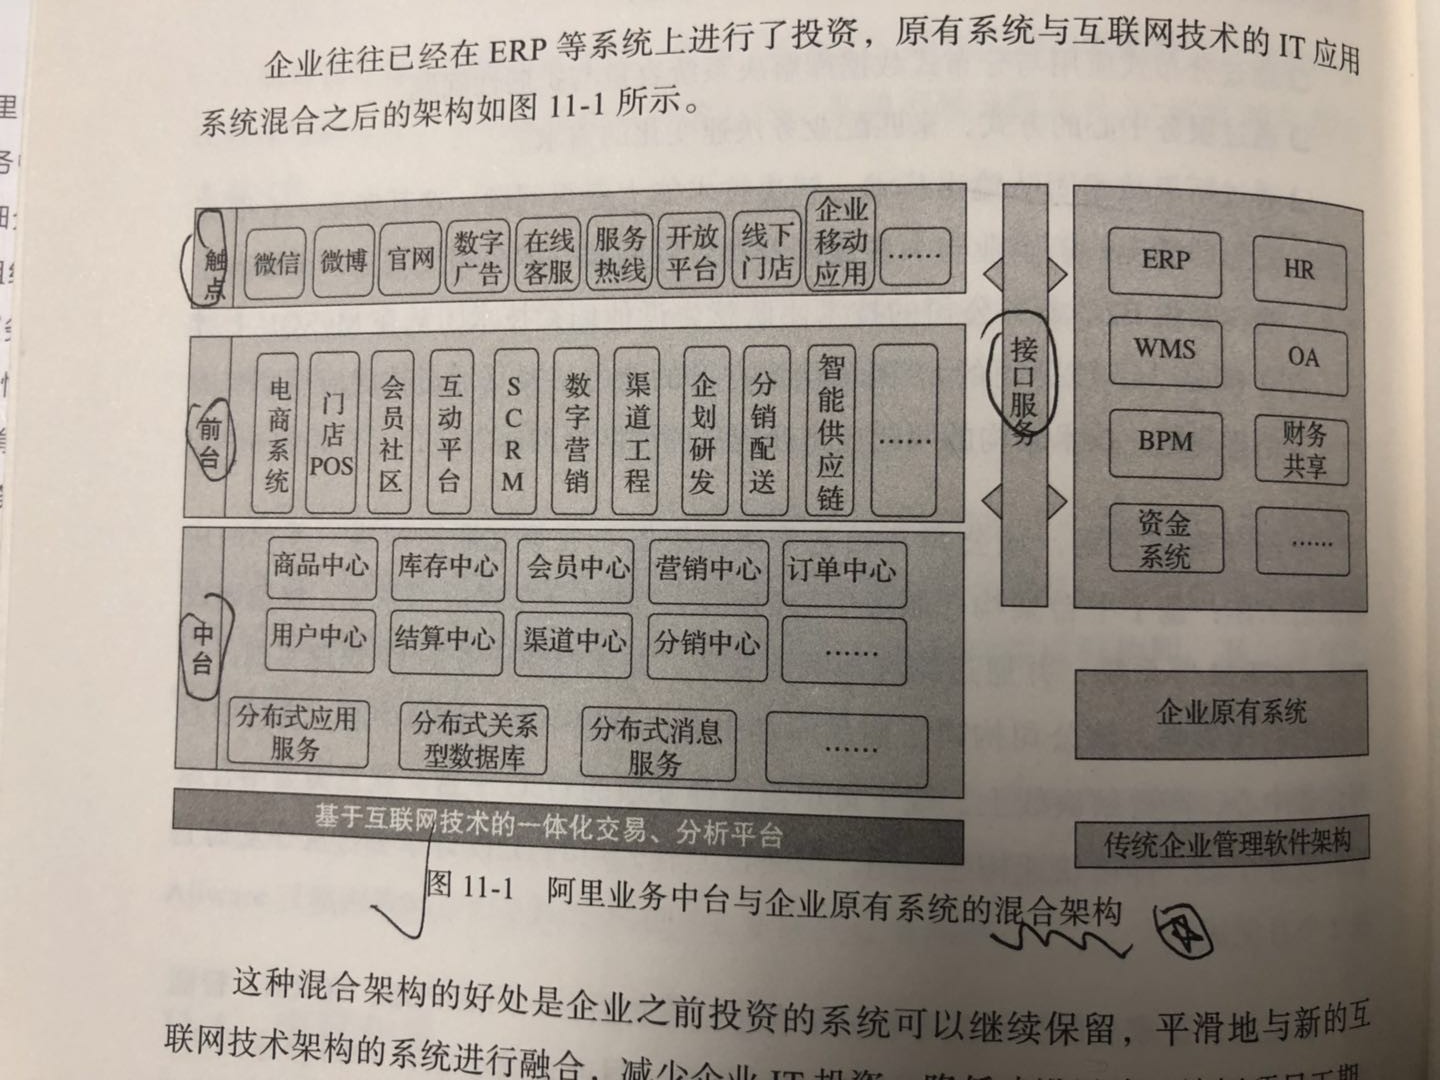 企业往往已经在 ERP 等系统上进行了投资，原有系统与互联网技术的 IT 应用
系统混合之后的架构如图 11-1 所示。
触点
微信
微博
官网
数字
广告
在线
客服
服务
热线
开放
平台
线下
门店
企业
移动
应用
……
前台
电商系统
门店POS
会员社区
互动平台
SCRM
数字营销
渠道工程
企划研发
分销配送
智能供应链
……
中台
商品中心
库存中心
会员中心
营销中心
订单中心
用户中心
结算中心
渠道中心
分销中心
……
分布式应用
服务
分布式关系
型数据库
分布式消息
服务
……
基于互联网技术的一体化交易、分析平台
接口服务
ERP
HR
WMS
OA
BPM
财务
共享
资金
系统
……
企业原有系统
传统企业管理软件架构
图 11-1 阿里业务中台与企业原有系统的混合架构
这种混合架构的好处是企业之前投资的系统可以继续保留，平滑地与新的互
联网技术架构的系统进行融合，减少企业 IT 投资